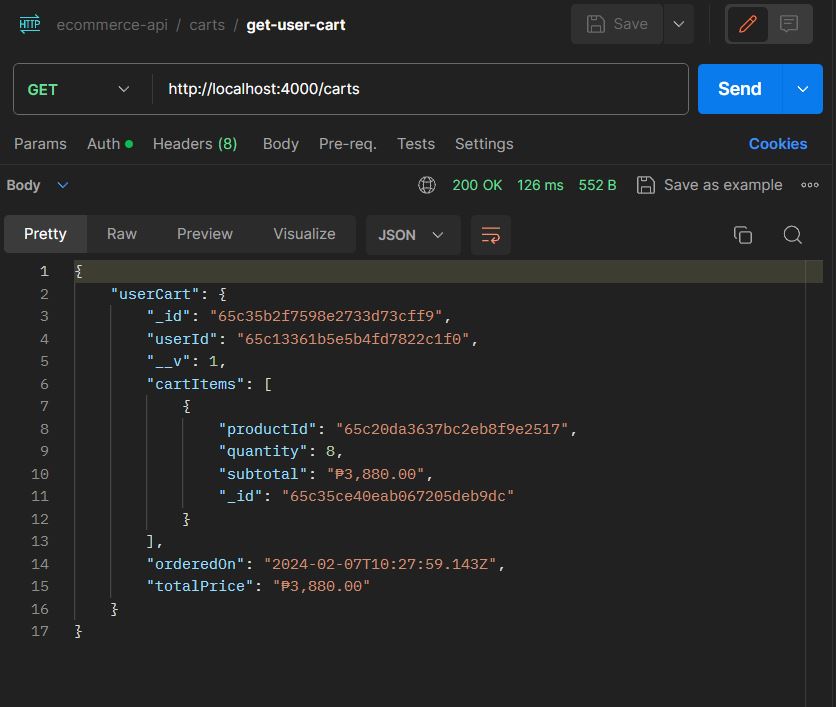 HTTP ecommerce-api / carts / get-user-cart Save
GET http://localhost:4000/carts Send
Params Auth Headers (8) Body Pre-req. Tests Settings Cookies
Body 200 OK 126 ms 552 B Save as example
Pretty Raw Preview Visualize JSON
1 {
2 "userCart": {
3 "_id": "65c35b2f7598e2733d73cff9",
4 "userId": "65c13361b5e5b4fd7822c1f0",
5 "__v": 1,
6 "cartItems": [
7 {
8 "productId": "65c20da3637bc2eb8f9e2517",
9 "quantity": 8,
10 "subtotal": "₱3,880.00",
11 "_id": "65c35ce40eab067205deb9dc"
12 }
13 ],
14 "orderedOn": "2024-02-07T10:27:59.143Z",
15 "totalPrice": "₱3,880.00"
16 }
17 }